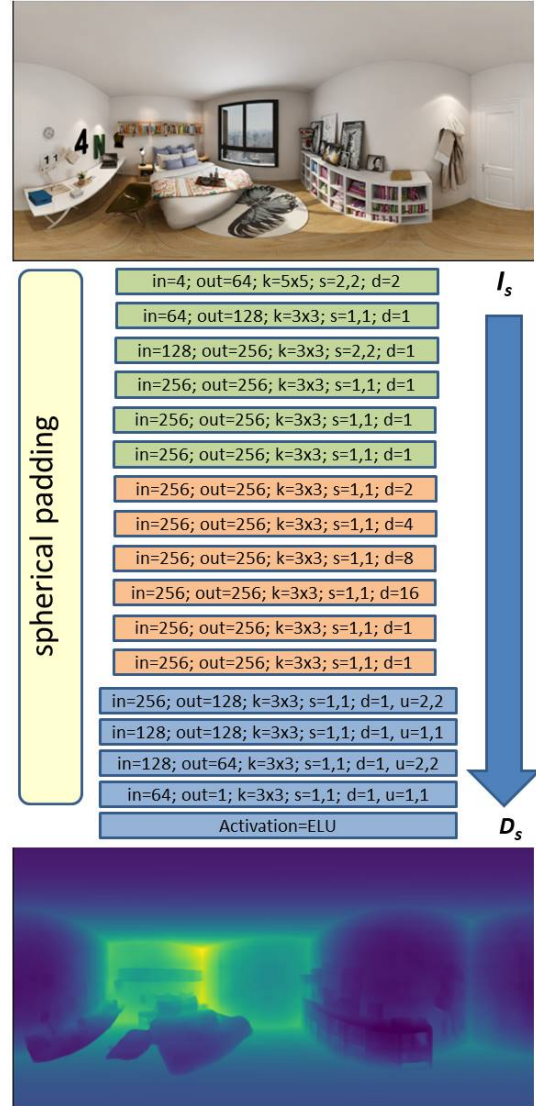 11
4
N
in=4; out=64; k=5x5; s=2,2; d=2
I_s
in=64; out=128; k=3x3; s=1,1; d=1
in=128; out=256; k=3x3; s=2,2; d=1
in=256; out=256; k=3x3; s=1,1; d=1
in=256; out=256; k=3x3; s=1,1; d=1
in=256; out=256; k=3x3; s=1,1; d=1
spherical padding
in=256; out=256; k=3x3; s=1,1; d=2
in=256; out=256; k=3x3; s=1,1; d=4
in=256; out=256; k=3x3; s=1,1; d=8
in=256; out=256; k=3x3; s=1,1; d=16
in=256; out=256; k=3x3; s=1,1; d=1
in=256; out=256; k=3x3; s=1,1; d=1
in=256; out=128; k=3x3; s=1,1; d=1, u=2,2
in=128; out=128; k=3x3; s=1,1; d=1, u=1,1
in=128; out=64; k=3x3; s=1,1; d=1, u=2,2
in=64; out=1; k=3x3; s=1,1; d=1, u=1,1
Activation=ELU
D_s